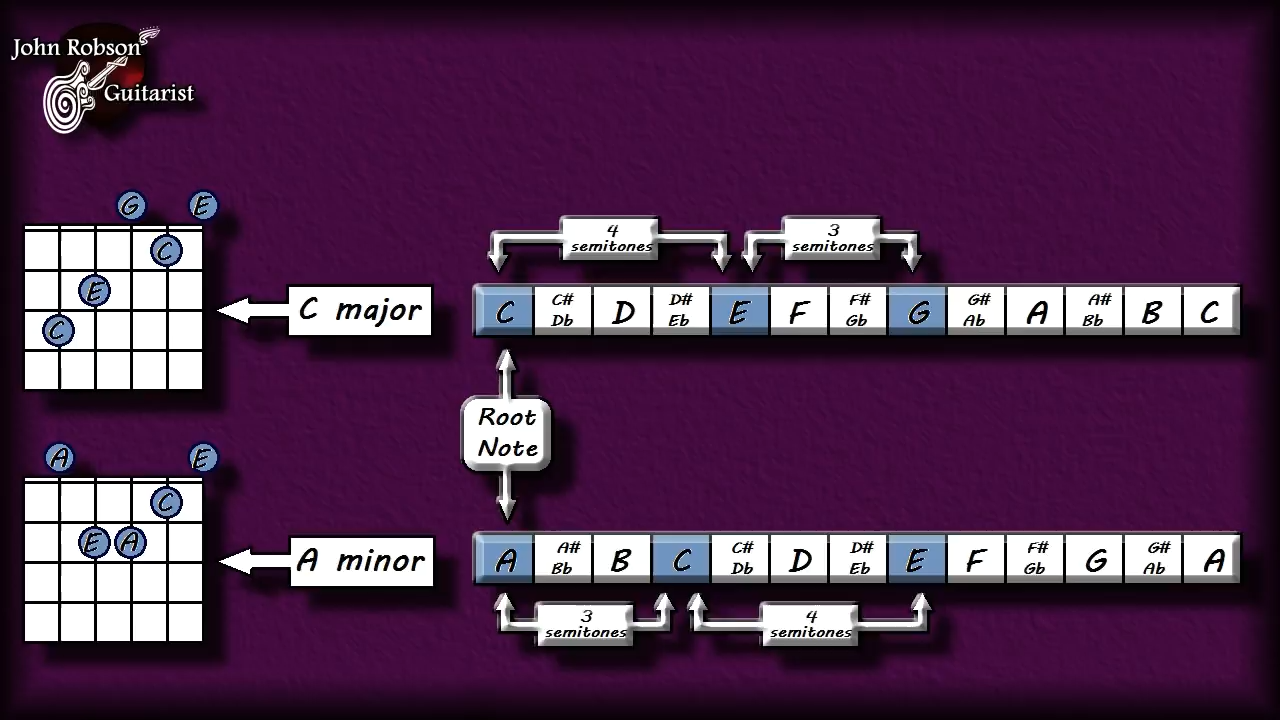 John Robson
Guitarist
G E
C
E
C
C major
4
semitones
3
semitones
C C# Db D D# Eb E F F# Gb G G# Ab A A# Bb B C
Root
Note
A E
C
E A
A minor
A A# Bb B C C# Db D D# Eb E F F# Gb G G# Ab A
3
semitones
4
semitones